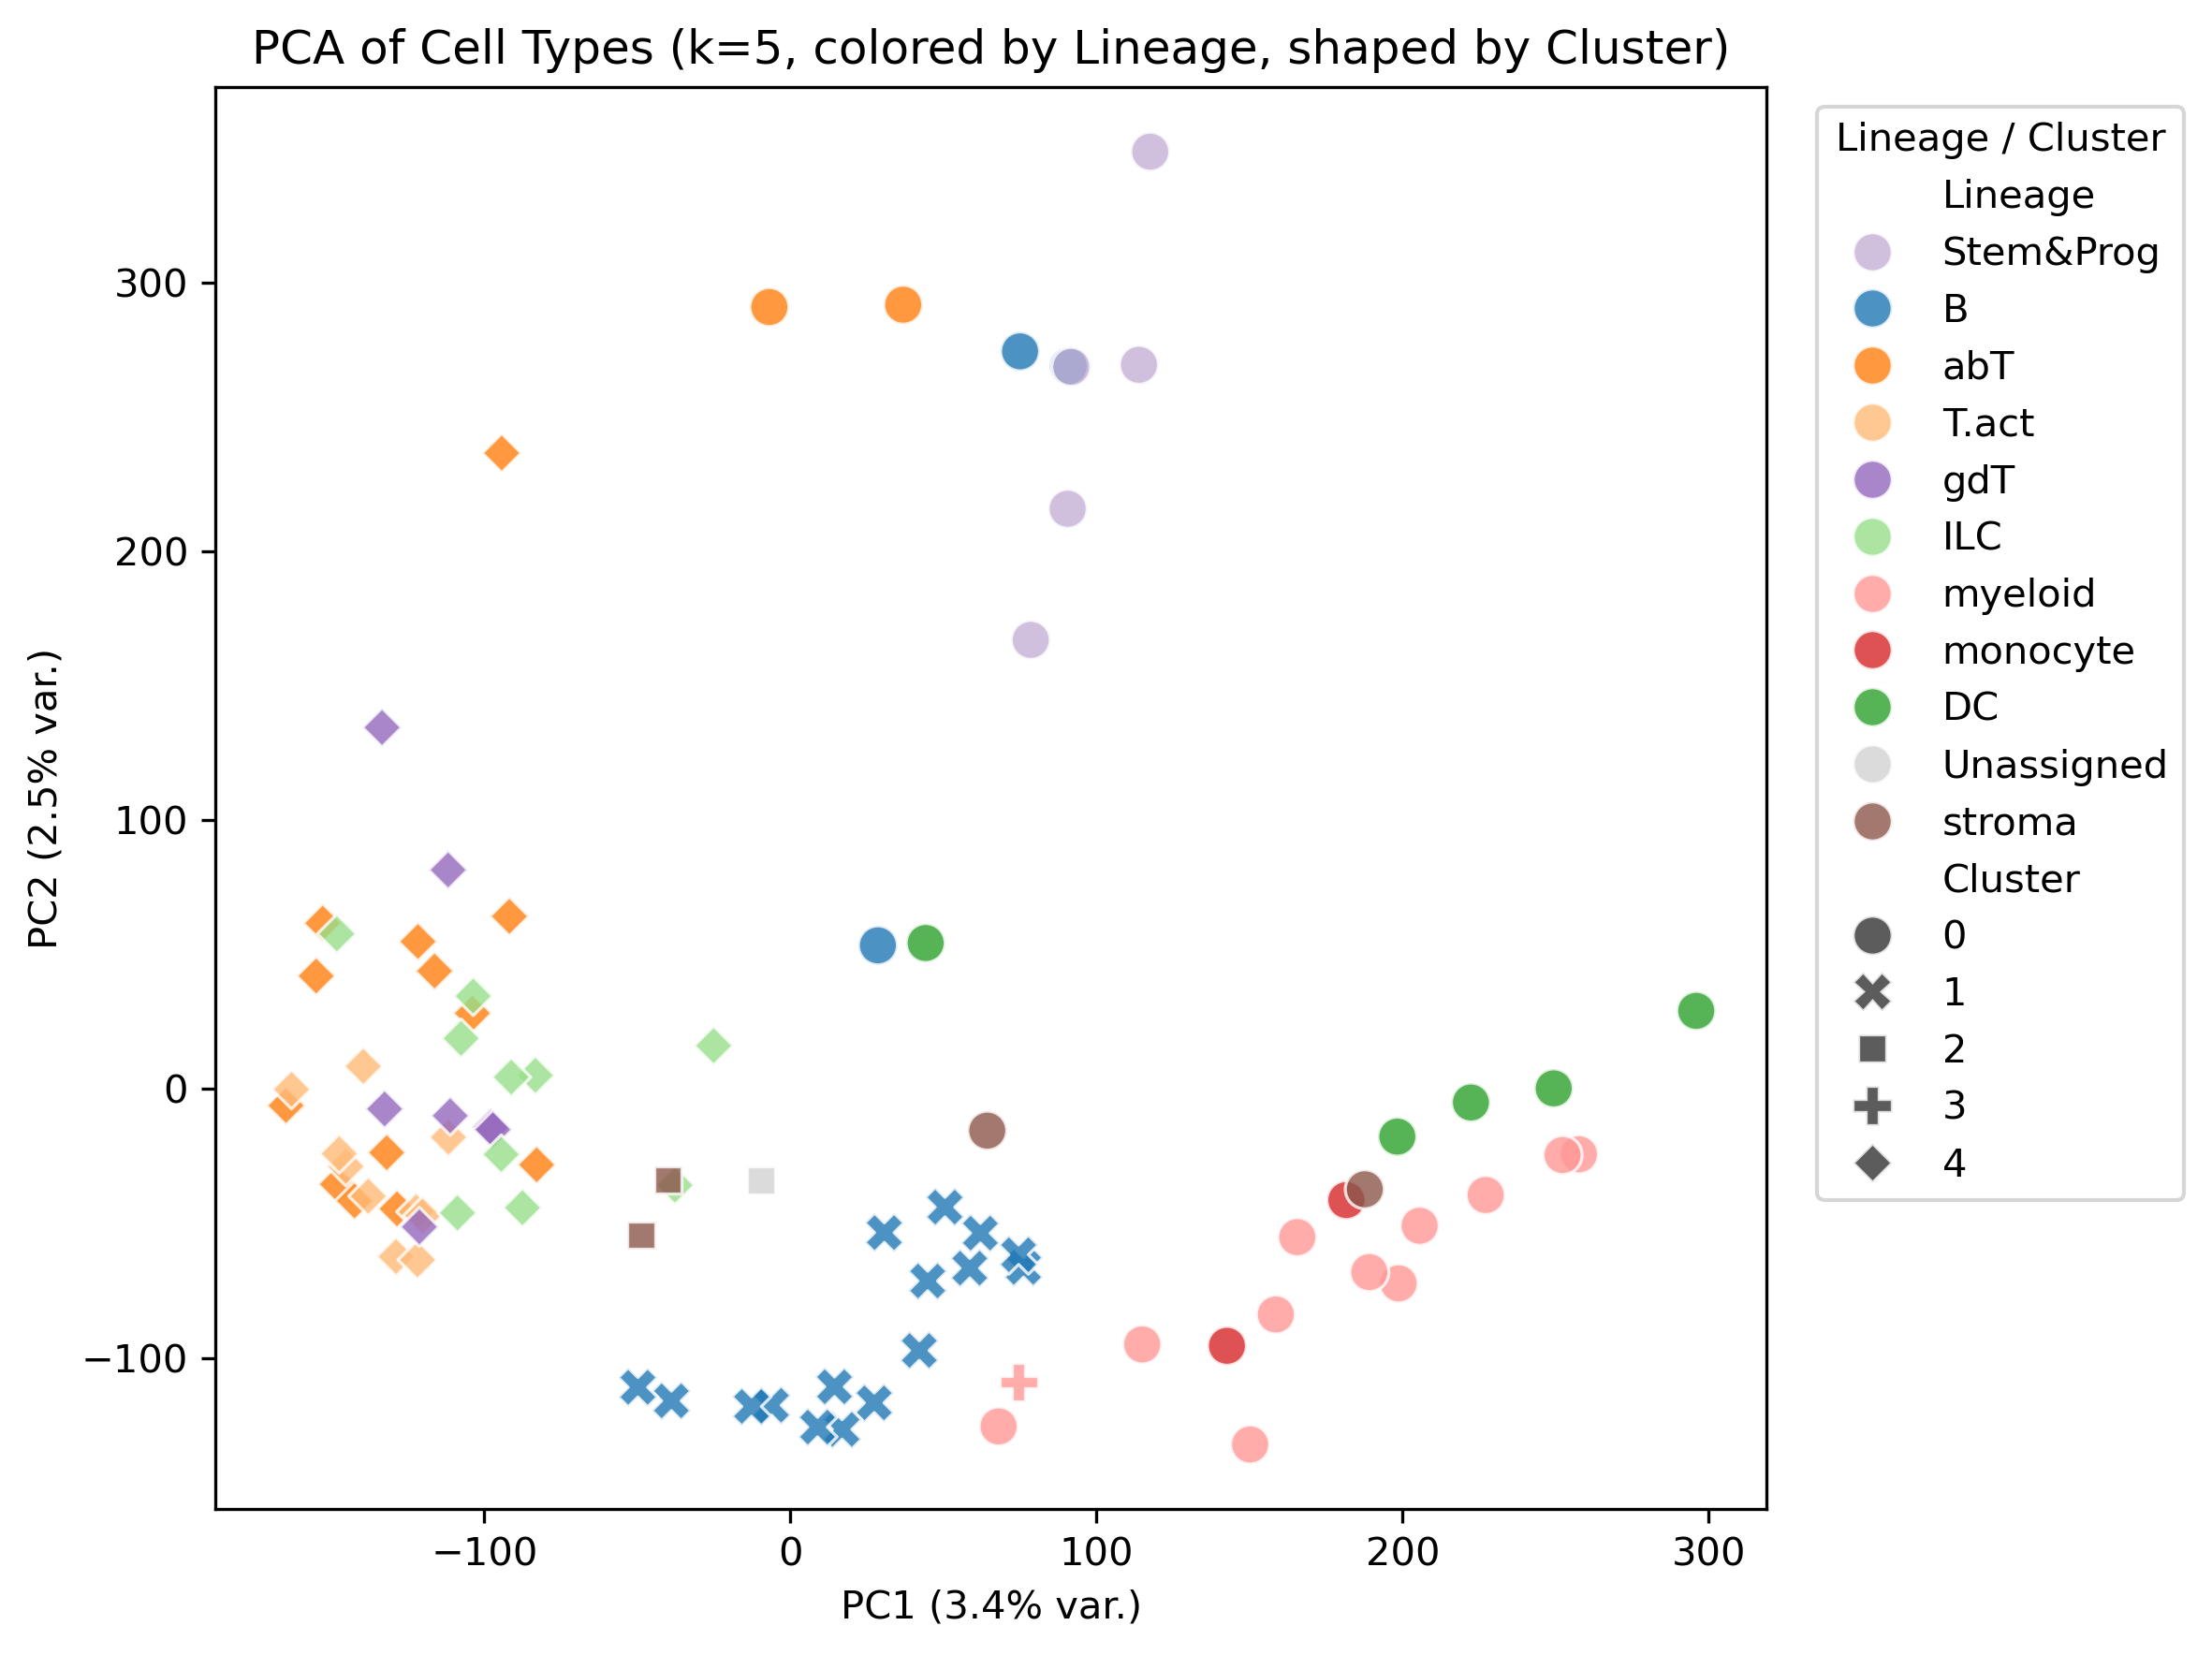 PCA of Cell Types (k=5, colored by Lineage, shaped by Cluster)
PC2 (2.5% var.)
300
200
100
0
−100
−100
0
100
200
300
PC1 (3.4% var.)
Lineage / Cluster
Lineage
Stem&Prog
B
abT
T.act
gdT
ILC
myeloid
monocyte
DC
Unassigned
stroma
Cluster
0
1
2
3
4